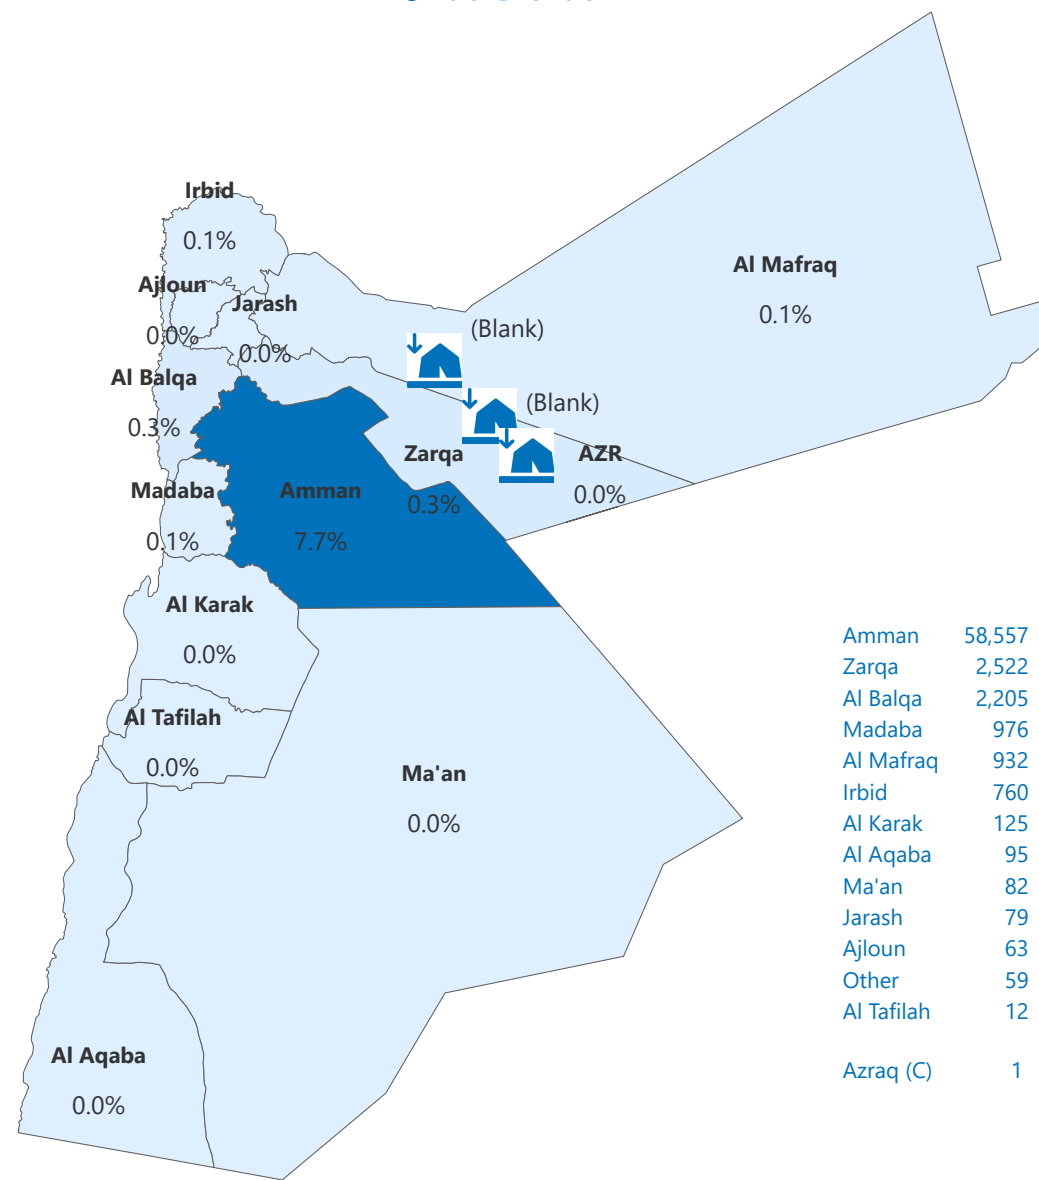 Irbid
0.1%
Al Mafraq
0.1%
Ajloun
0.0%
Jarash
0.0%
(Blank)
Al Balqa
0.3%
(Blank)
Zarqa
0.3%
AZR
0.0%
Madaba
0.1%
Amman
7.7%
Al Karak
0.0%
Al Tafilah
0.0%
Ma'an
0.0%
Al Aqaba
0.0%
Amman 58,557
Zarqa 2,522
Al Balqa 2,205
Madaba 976
Al Mafraq 932
Irbid 760
Al Karak 125
Al Aqaba 95
Ma'an 82
Jarash 79
Ajloun 63
Other 59
Al Tafilah 12
Azraq (C) 1